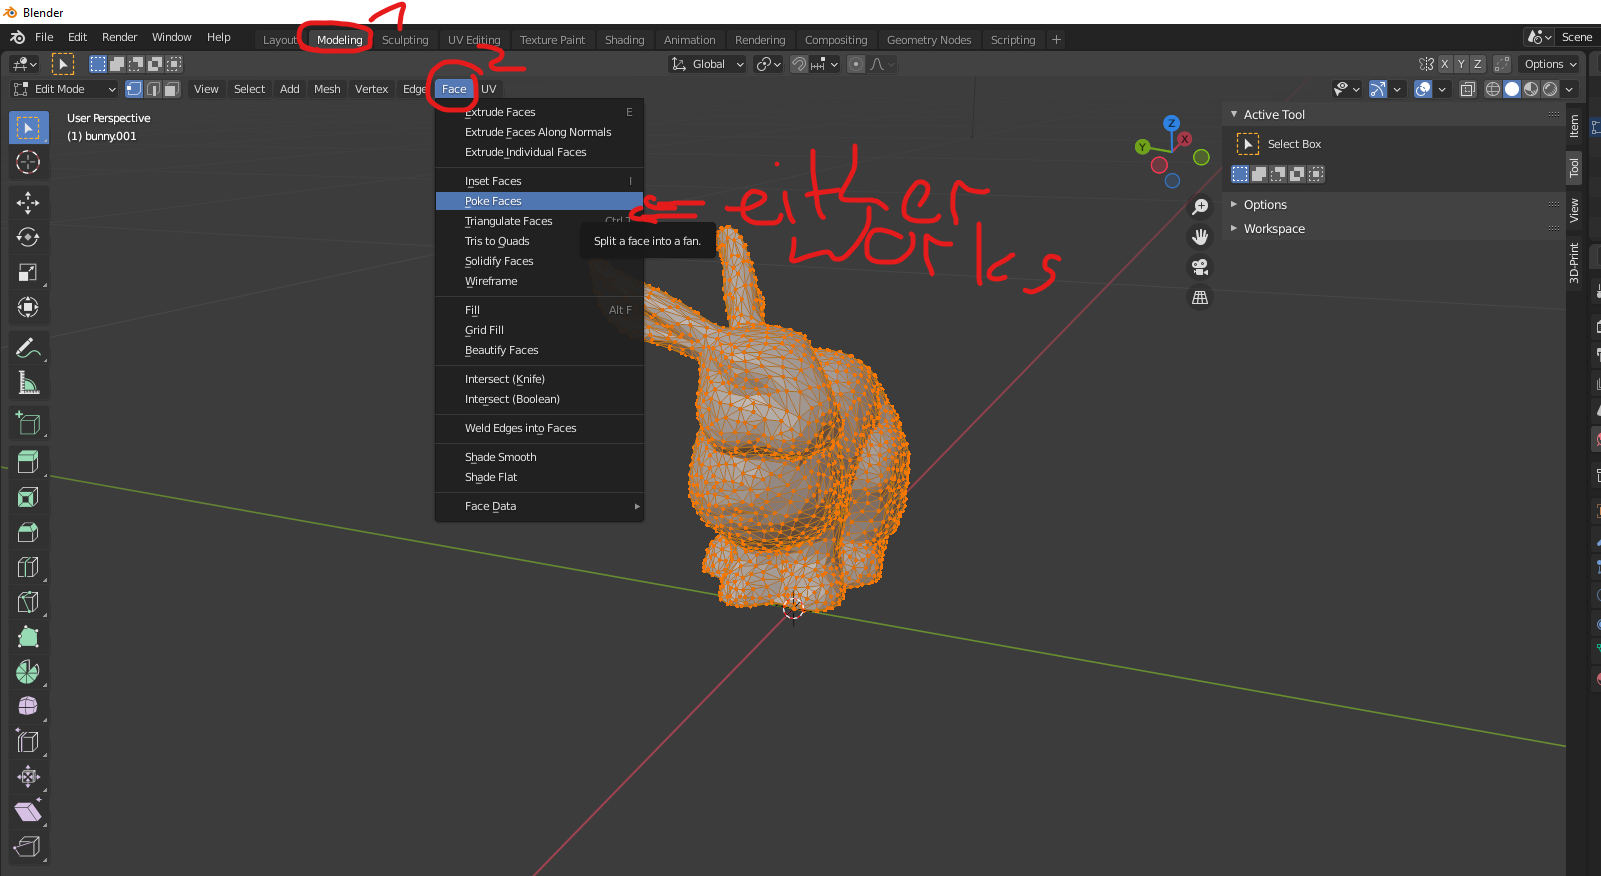 Blender
1
File Edit Render Window Help Layout Modeling Sculpting UV Editing Texture Paint Shading Animation Rendering Compositing Geometry Nodes Scripting + Scene
2
Global X Y Z Options
Edit Mode View Select Add Mesh Vertex Edge Face UV
User Perspective
(1) bunny.001
Extrude Faces E
Extrude Faces Along Normals
Extrude Individual Faces
Inset Faces I
Poke Faces
Triangulate Faces Ctrl T
Tris to Quads
Solidify Faces
Wireframe
Fill Alt F
Grid Fill
Beautify Faces
Intersect (Knife)
Intersect (Boolean)
Weld Edges into Faces
Shade Smooth
Shade Flat
Face Data
Split a face into a fan.
either
works
Z
X
Y
Active Tool
Select Box
Options
Workspace
Item
Tool
View
3D-Print